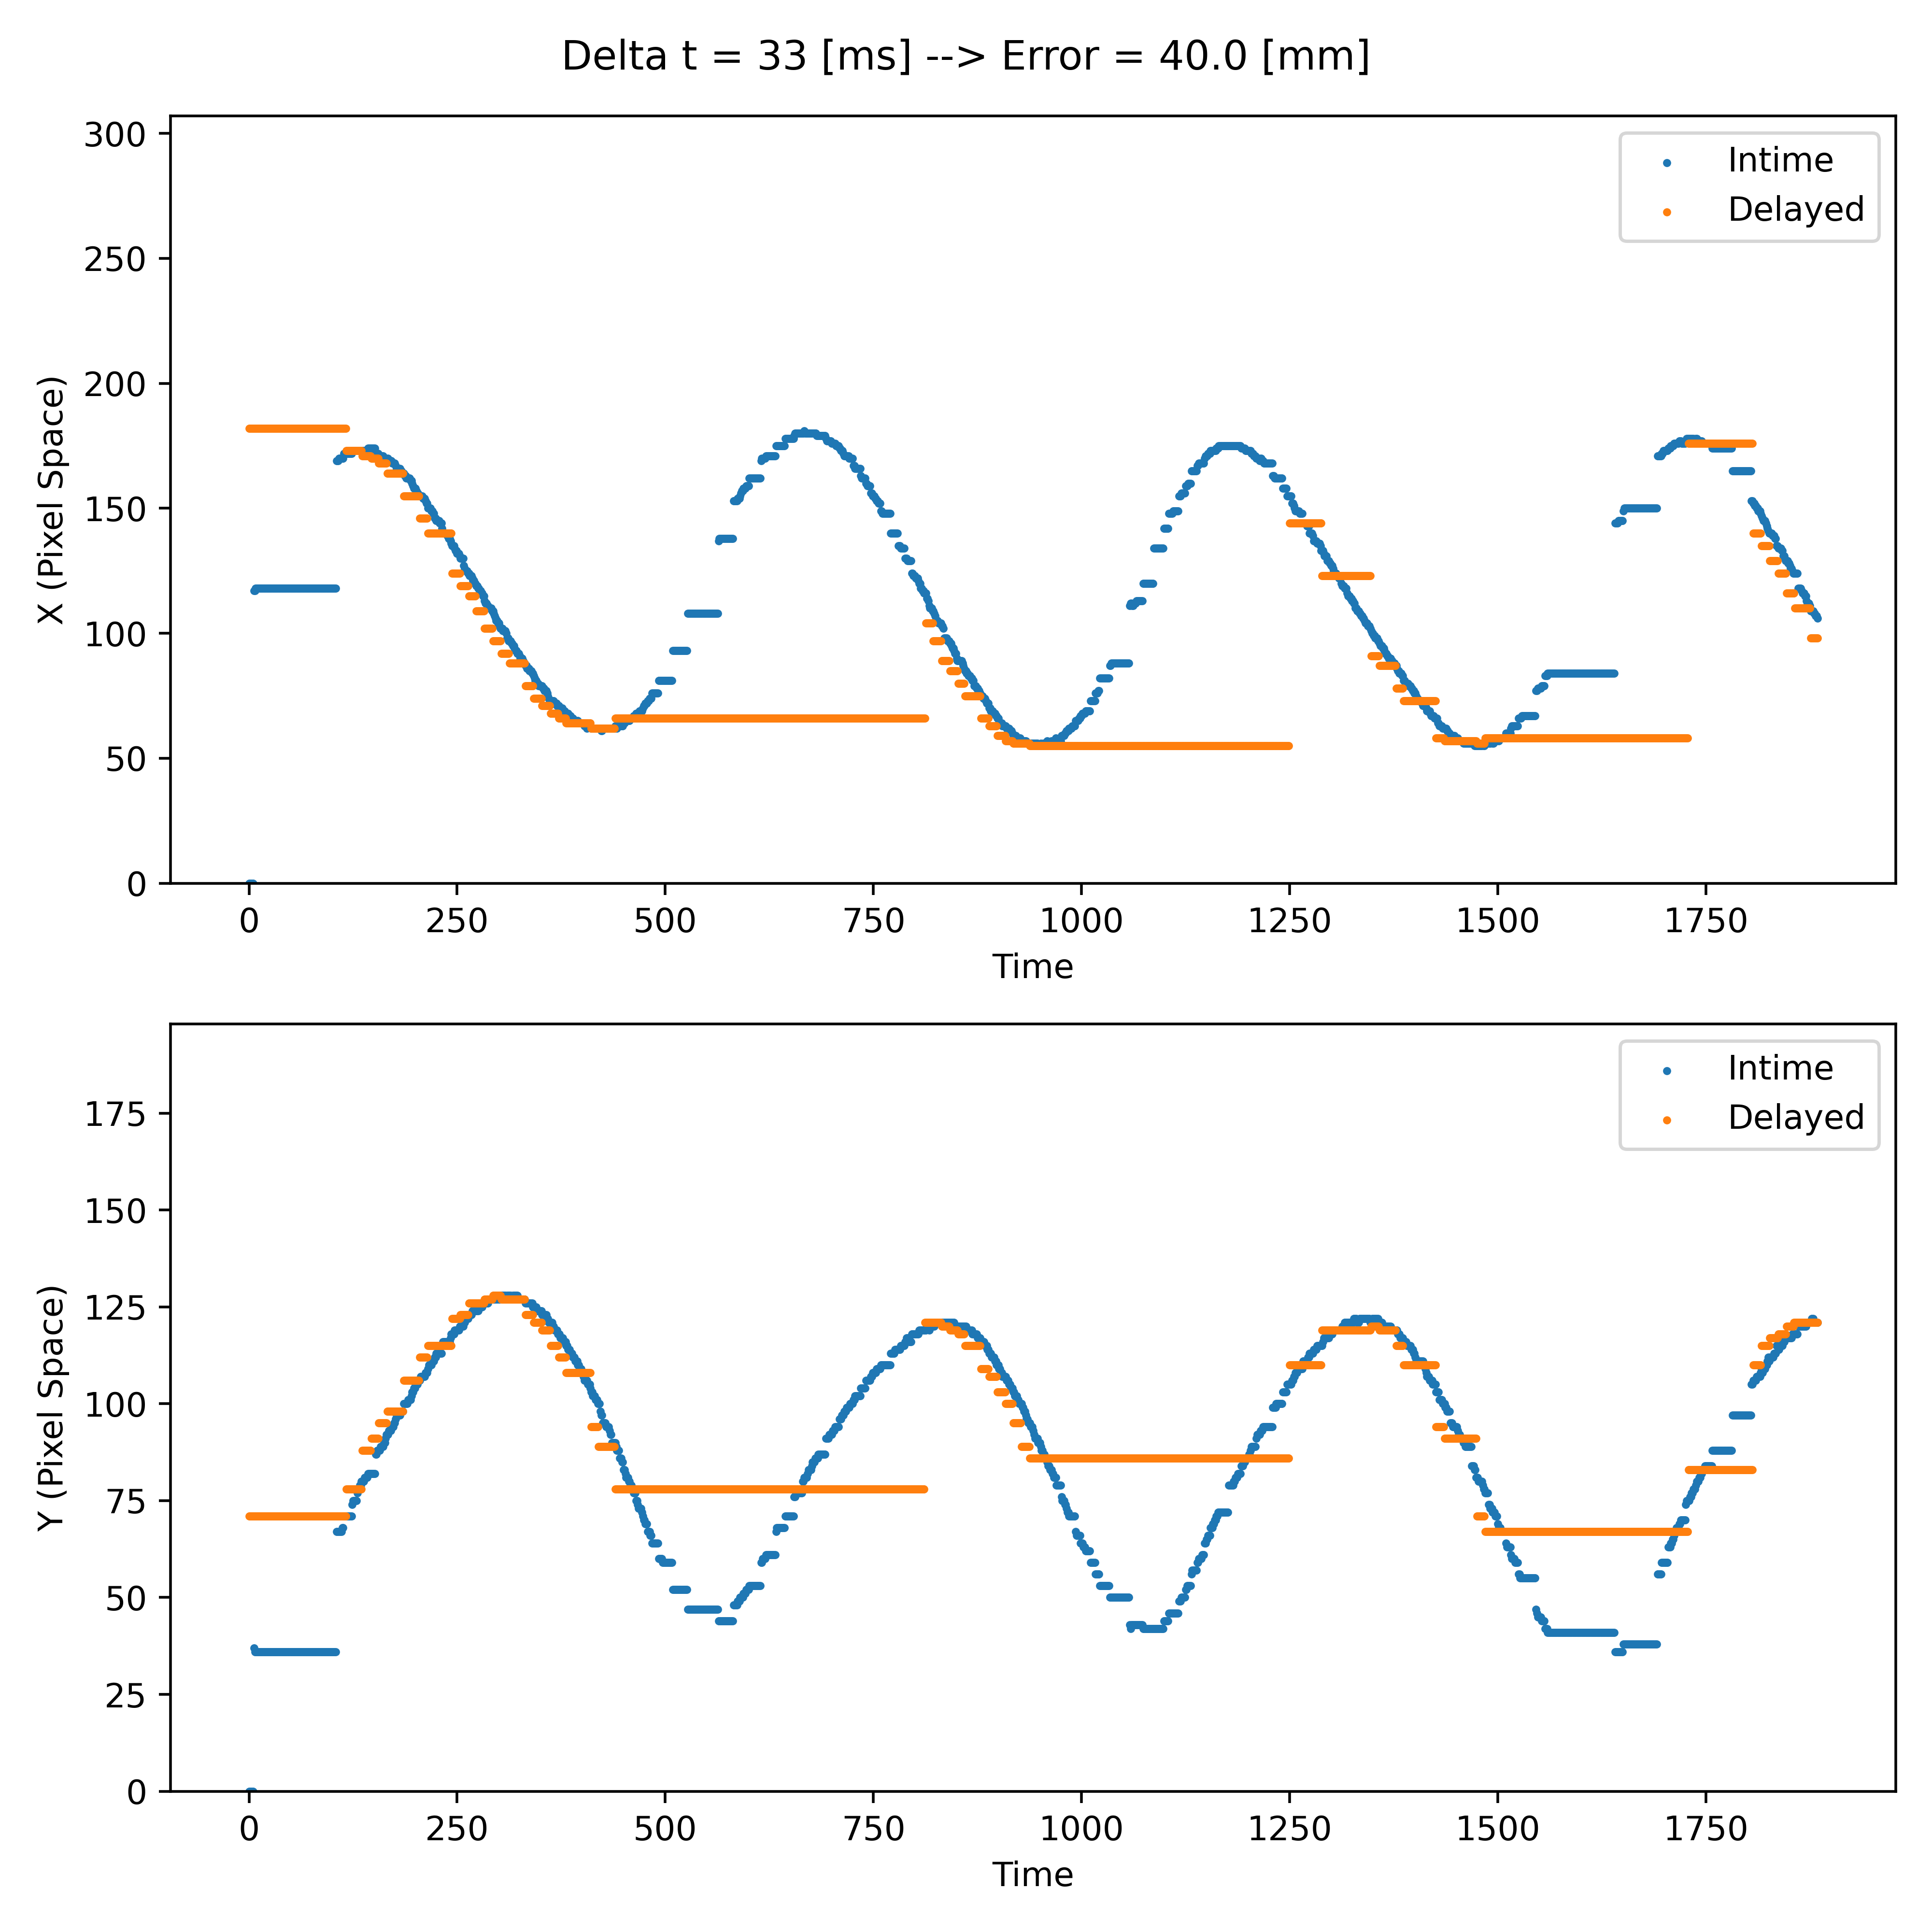 Delta t = 33 [ms] --> Error = 40.0 [mm]
300
250
200
150
100
50
0
X (Pixel Space)
Intime
Delayed
0 250 500 750 1000 1250 1500 1750
Time
175
150
125
100
75
50
25
0
Y (Pixel Space)
Intime
Delayed
0 250 500 750 1000 1250 1500 1750
Time